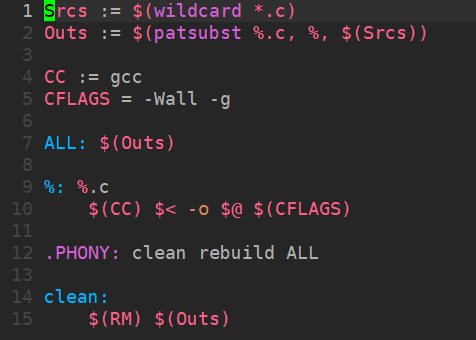 1 Srcs := $(wildcard *.c)
2 Outs := $(patsubst %.c, %, $(Srcs))
3
4 CC := gcc
5 CFLAGS = -Wall -g
6
7 ALL: $(Outs)
8
9 %: %.c
10     $(CC) $< -o $@ $(CFLAGS)
11
12 .PHONY: clean rebuild ALL
13
14 clean:
15     $(RM) $(Outs)